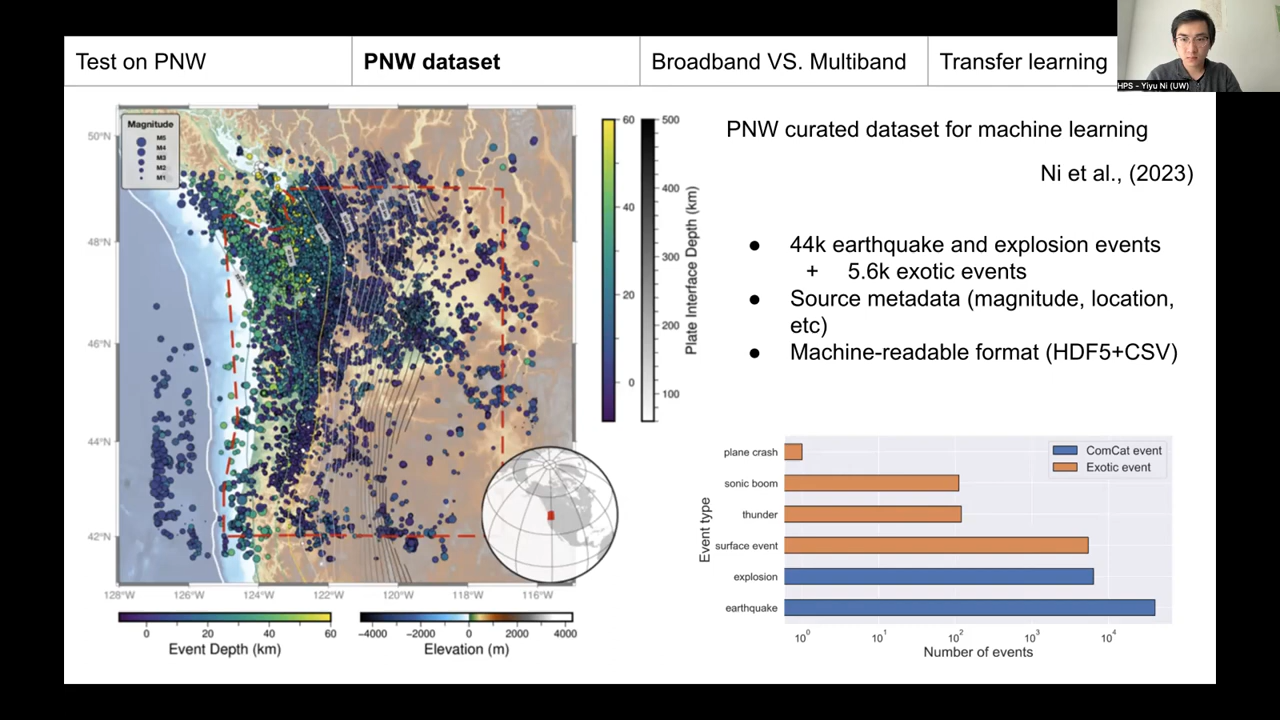 HPS - Yiyu Ni (UW)
Test on PNW
PNW dataset
Broadband VS. Multiband
Transfer learning
Magnitude
M5
M4
M3
M2
M1
50°N
48°N
46°N
44°N
42°N
128°W
126°W
124°W
122°W
120°W
118°W
116°W
60
40
20
0
500
400
300
200
100
Plate Interface Depth (km)
0
20
40
60
Event Depth (km)
−4000
−2000
0
2000
4000
Elevation (m)
PNW curated dataset for machine learning
Ni et al., (2023)
● 44k earthquake and explosion events
+ 5.6k exotic events
● Source metadata (magnitude, location,
etc)
● Machine-readable format (HDF5+CSV)
ComCat event
Exotic event
Event type
plane crash
sonic boom
thunder
surface event
explosion
earthquake
10⁰
10¹
10²
10³
10⁴
Number of events